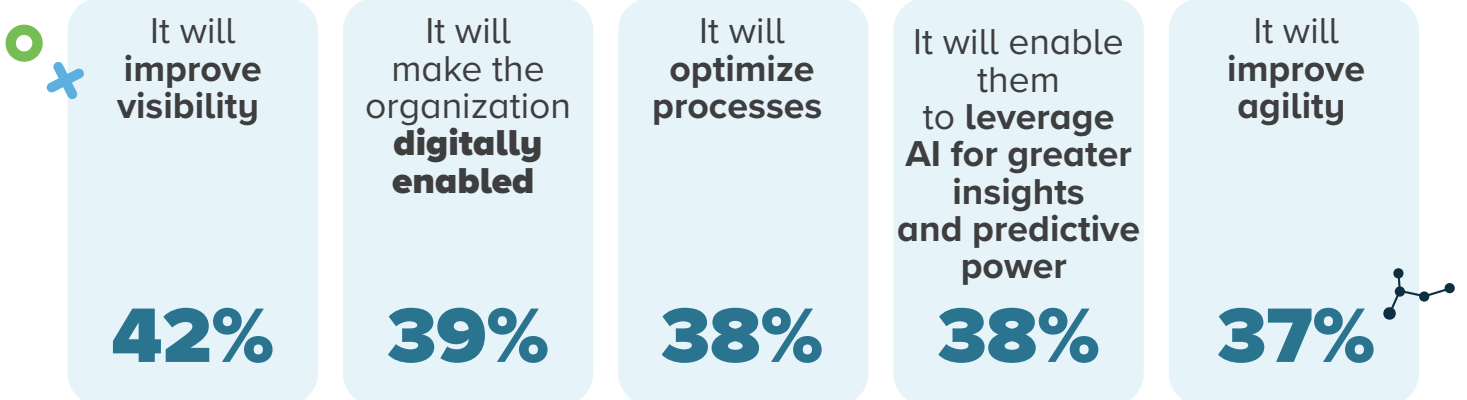 It will
improve
visibility
42%
It will
make the
organization
digitally
enabled
39%
It will
optimize
processes
38%
It will enable
them
to leverage
AI for greater
insights
and predictive
power
38%
It will
improve
agility
37%